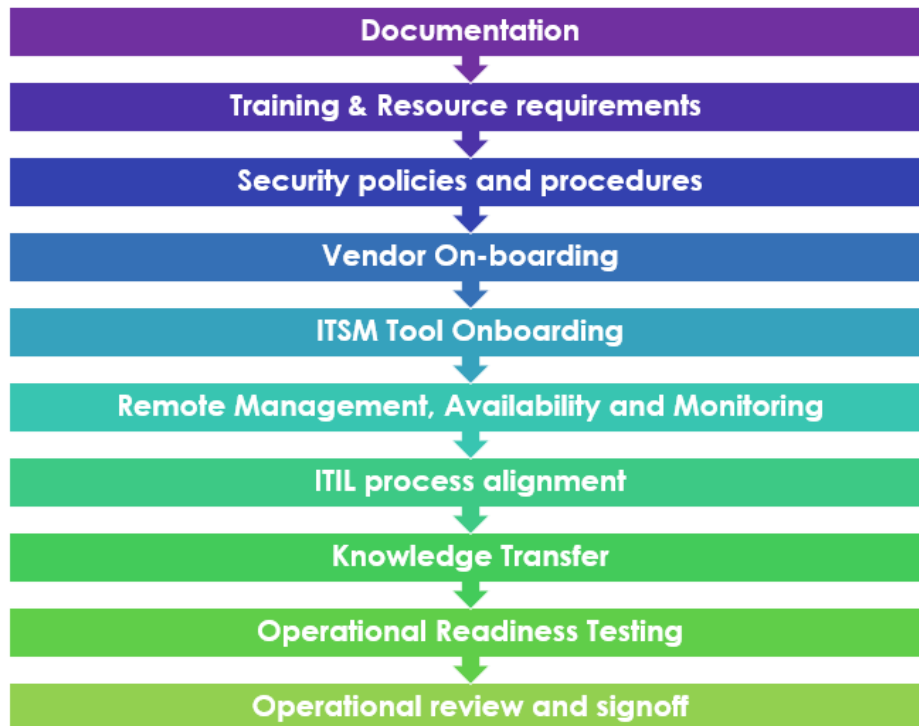 Documentation
Training & Resource requirements
Security policies and procedures
Vendor On-boarding
ITSM Tool Onboarding
Remote Management, Availability and Monitoring
ITIL process alignment
Knowledge Transfer
Operational Readiness Testing
Operational review and signoff